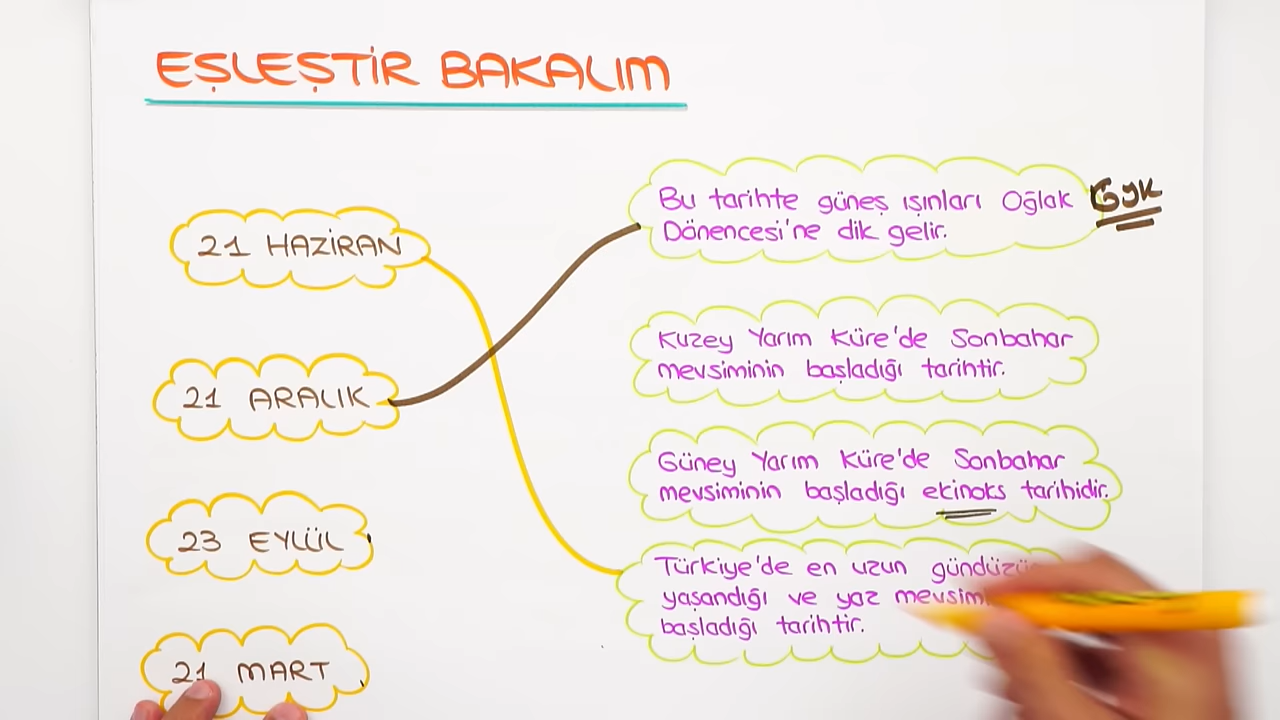 EŞLEŞTİR BAKALIM
21 HAZİRAN
21 ARALIK
23 EYLÜL
21 MART
Bu tarihte güneş ışınları Oğlak
Dönencesi'ne dik gelir.
GYK
Kuzey Yarım Küre'de Sonbahar
mevsiminin başladığı tarihtir.
Güney Yarım Küre'de Sonbahar
mevsiminin başladığı ekinoks tarihidir.
Türkiye'de en uzun
yaşandığı ve yaz
başladığı tarihtir.